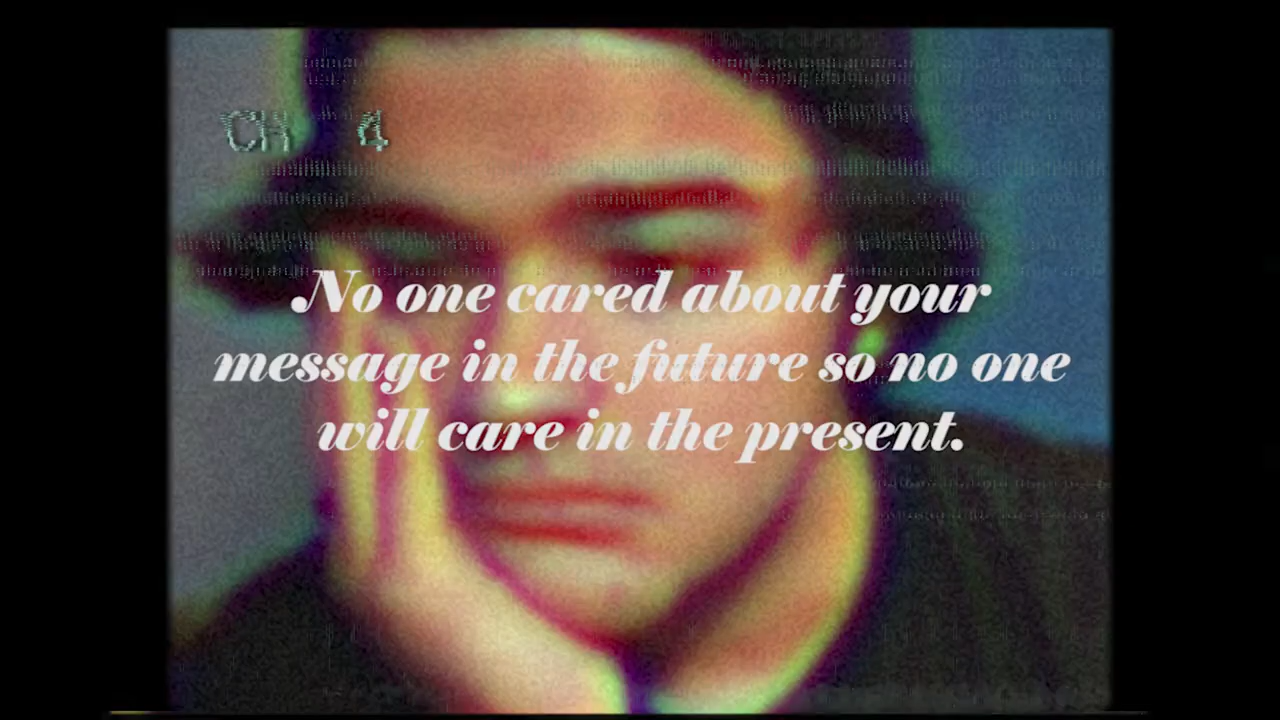 CH 4
No one cared about your
message in the future so no one
will care in the present.